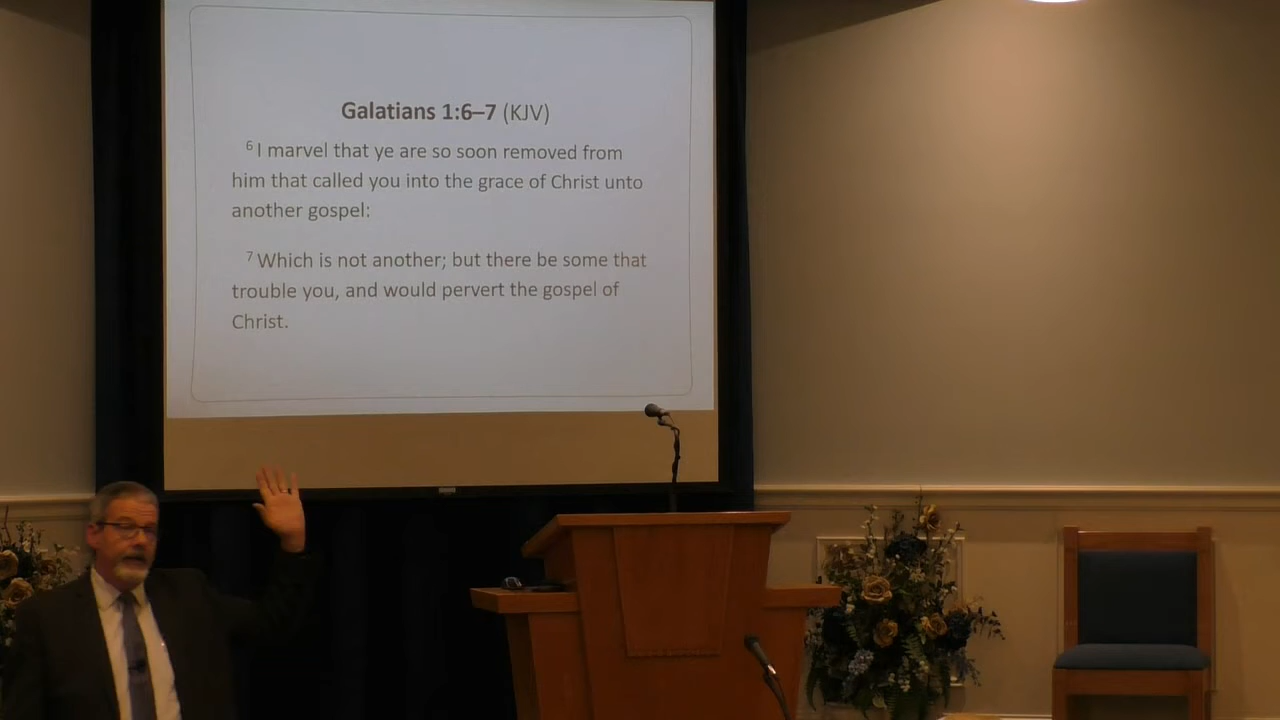 Galatians 1:6–7 (KJV)
6 I marvel that ye are so soon removed from
him that called you into the grace of Christ unto
another gospel:
7 Which is not another; but there be some that
trouble you, and would pervert the gospel of
Christ.